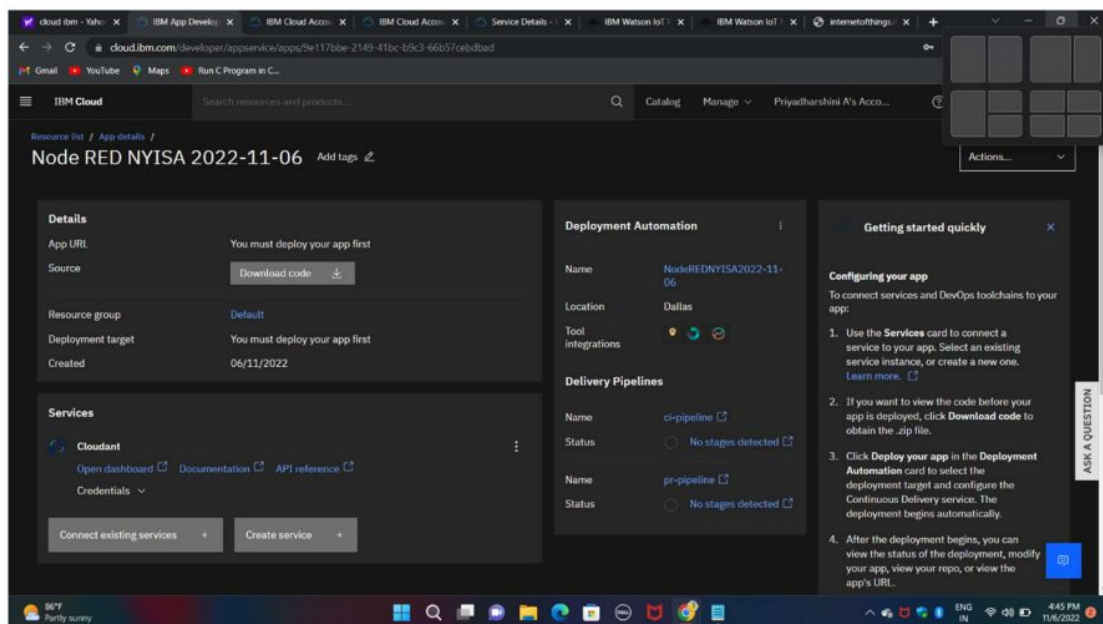 cloud ibm - Yaho
IBM App Develop
IBM Cloud Accou
IBM Cloud Accou
Service Details -
IBM Watson IoT
IBM Watson IoT
internetofthings
cloud.ibm.com/developer/appservice/apps/9e117bbe-2149-41bc-b9c3-66b57cebdbad
Gmail YouTube Maps Run C Program in C...
IBM Cloud Search resources and products... Catalog Manage Priyadharshini A's Acco...
Resource list / App details /
Node RED NYISA 2022-11-06 Add tags
Actions...
Details
App URL You must deploy your app first
Source Download code
Resource group Default
Deployment target You must deploy your app first
Created 06/11/2022
Services
Cloudant
Open dashboard Documentation API reference
Credentials
Connect existing services + Create service +
Deployment Automation
Name NodeREDNYISA2022-11-
06
Location Dallas
Tool
integrations
Delivery Pipelines
Name ci-pipeline
Status No stages detected
Name pr-pipeline
Status No stages detected
Getting started quickly
Configuring your app
To connect services and DevOps toolchains to your
app:
1. Use the Services card to connect a
service to your app. Select an existing
service instance, or create a new one.
Learn more.
2. If you want to view the code before your
app is deployed, click Download code to
obtain the .zip file.
3. Click Deploy your app in the Deployment
Automation card to select the
deployment target and configure the
Continuous Delivery service. The
deployment begins automatically.
4. After the deployment begins, you can
view the status of the deployment, modify
your app, view your repo, or view the
app's URL.
ASK A QUESTION
86°F
Partly sunny
ENG
IN
4:45 PM
11/6/2022